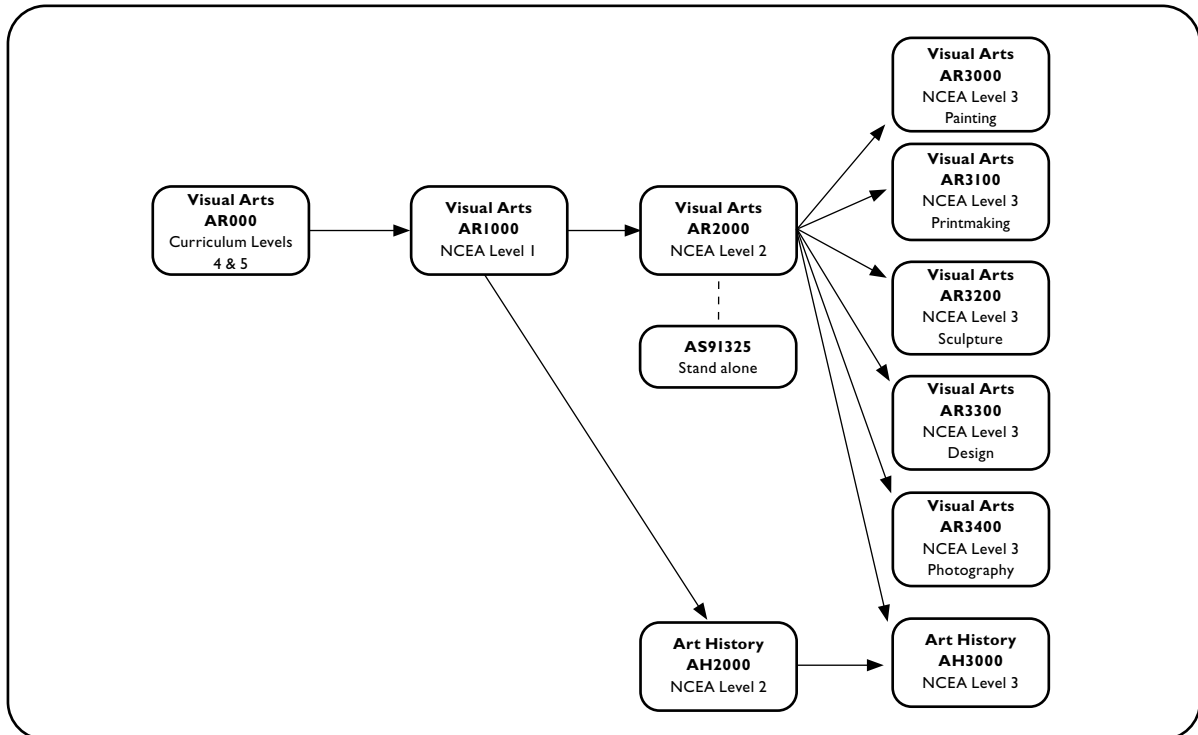 Visual Arts
AR000
Curriculum Levels
4 & 5
Visual Arts
AR1000
NCEA Level 1
Visual Arts
AR2000
NCEA Level 2
AS91325
Stand alone
Visual Arts
AR3000
NCEA Level 3
Painting
Visual Arts
AR3100
NCEA Level 3
Printmaking
Visual Arts
AR3200
NCEA Level 3
Sculpture
Visual Arts
AR3300
NCEA Level 3
Design
Visual Arts
AR3400
NCEA Level 3
Photography
Art History
AH2000
NCEA Level 2
Art History
AH3000
NCEA Level 3